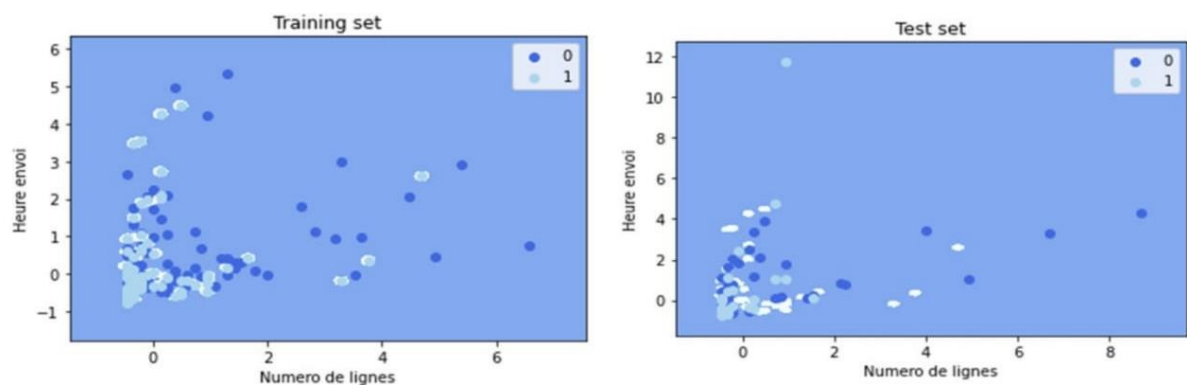 Training set
0
1
6
5
4
3
2
1
0
−1
Heure envoi
0 2 4 6
Numero de lignes
Test set
0
1
12
10
8
6
4
2
0
Heure envoi
0 2 4 6 8
Numero de lignes